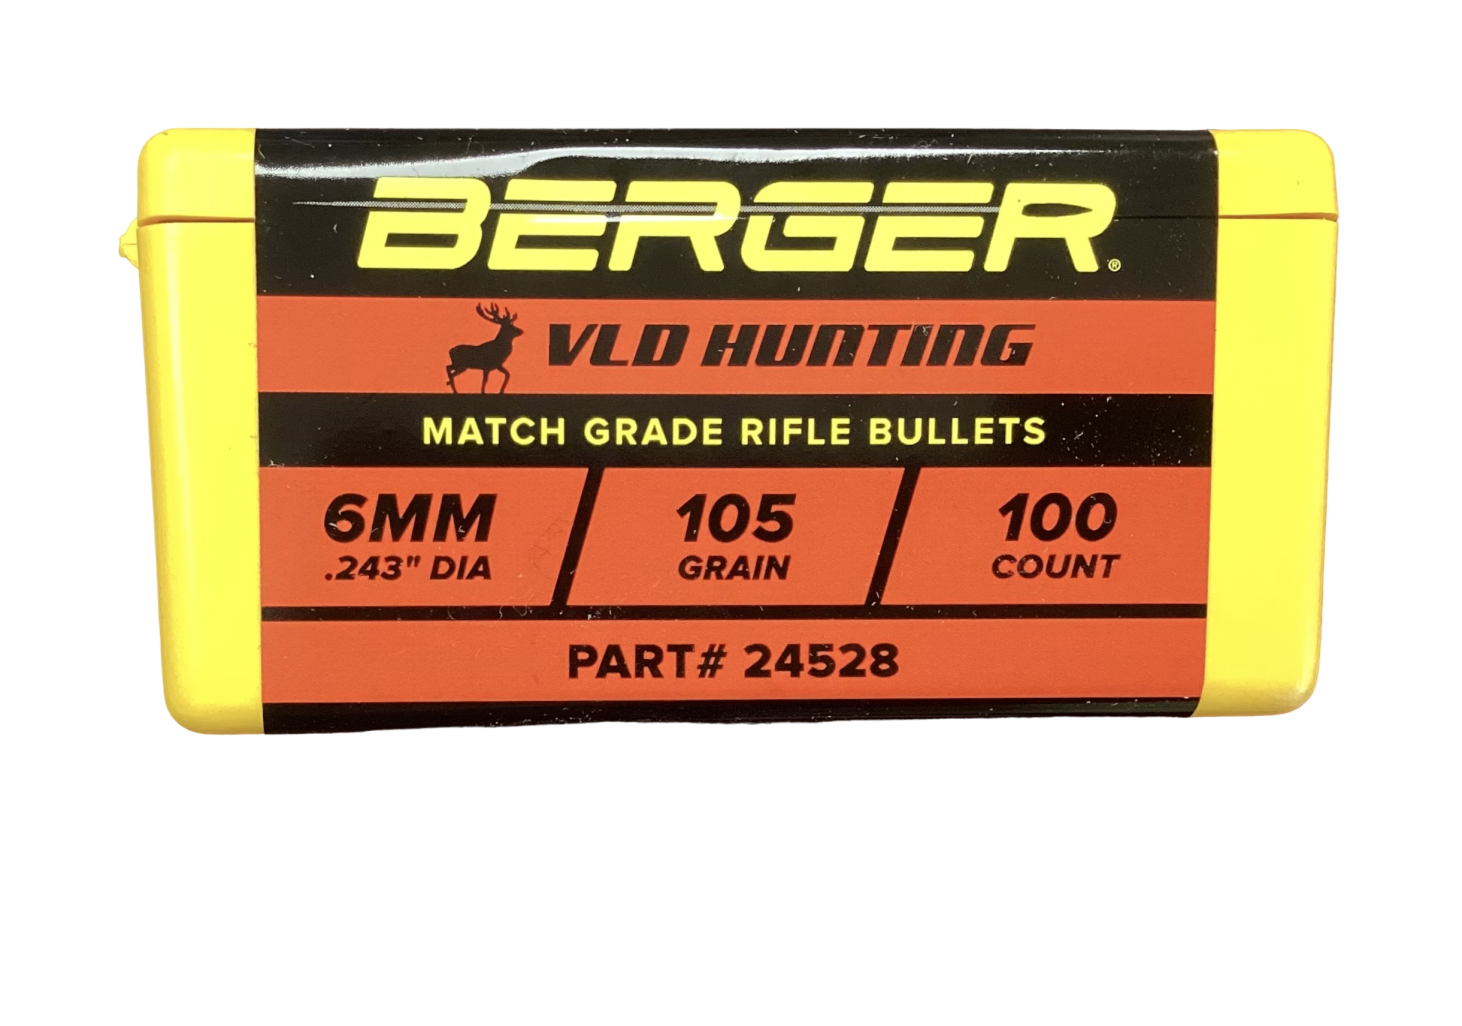 BERGER®
VLD HUNTING
MATCH GRADE RIFLE BULLETS
6MM
.243" DIA
105
GRAIN
100
COUNT
PART# 24528